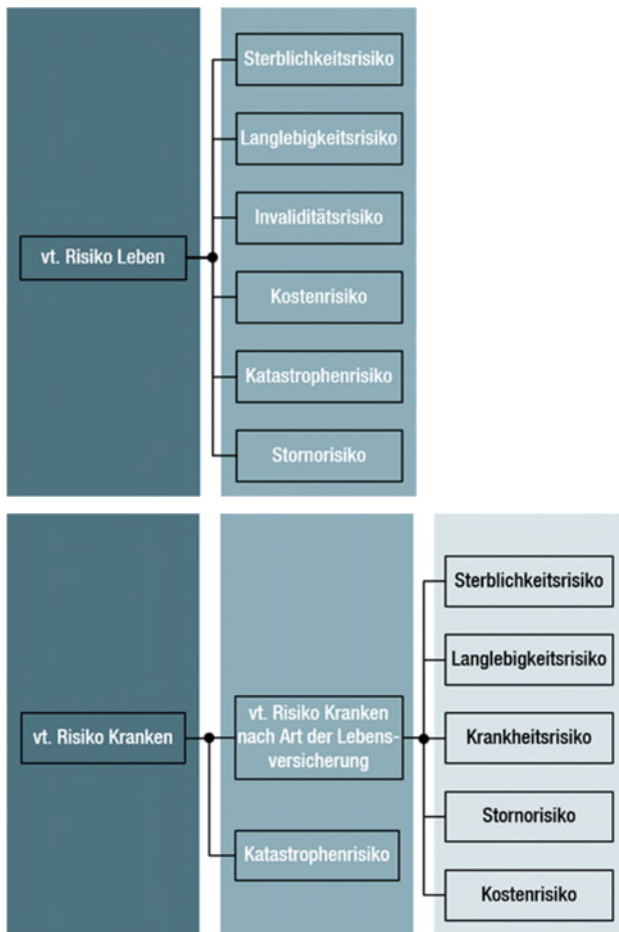 vt. Risiko Leben
Sterblichkeitsrisiko
Langlebigkeitsrisiko
Invaliditätsrisiko
Kostenrisiko
Katastrophenrisiko
Stornorisiko
vt. Risiko Kranken
vt. Risiko Kranken
nach Art der Lebens-
versicherung
Katastrophenrisiko
Sterblichkeitsrisiko
Langlebigkeitsrisiko
Krankheitsrisiko
Stornorisiko
Kostenrisiko